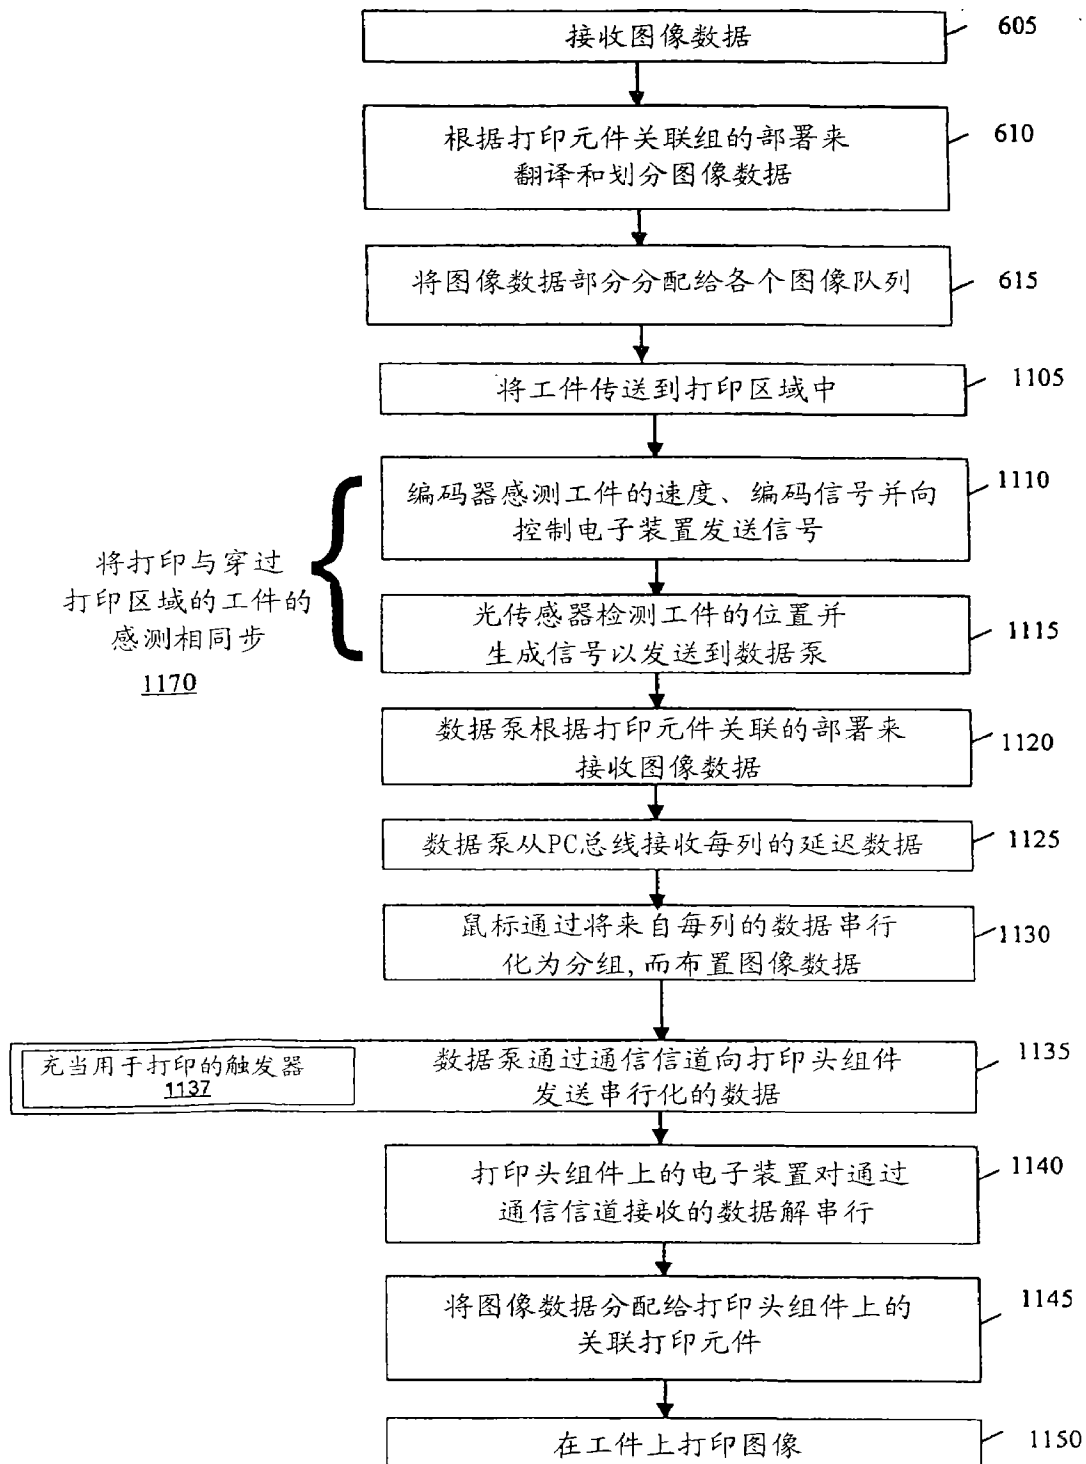 接收图像数据
605
根据打印元件关联组的部署来
翻译和划分图像数据
610
将图像数据部分分配给各个图像队列
615
将工件传送到打印区域中
1105
编码器感测工件的速度、编码信号并向
控制电子装置发送信号
1110
将打印与穿过
打印区域的工件的
感测相同步
1170
光传感器检测工件的位置并
生成信号以发送到数据泵
1115
数据泵根据打印元件关联的部署来
接收图像数据
1120
数据泵从PC总线接收每列的延迟数据
1125
鼠标通过将来自每列的数据串行
化为分组,而布置图像数据
1130
充当用于打印的触发器
1137
数据泵通过通信信道向打印头组件
发送串行化的数据
1135
打印头组件上的电子装置对通过
通信信道接收的数据解串行
1140
将图像数据分配给打印头组件上的
关联打印元件
1145
在工件上打印图像
1150